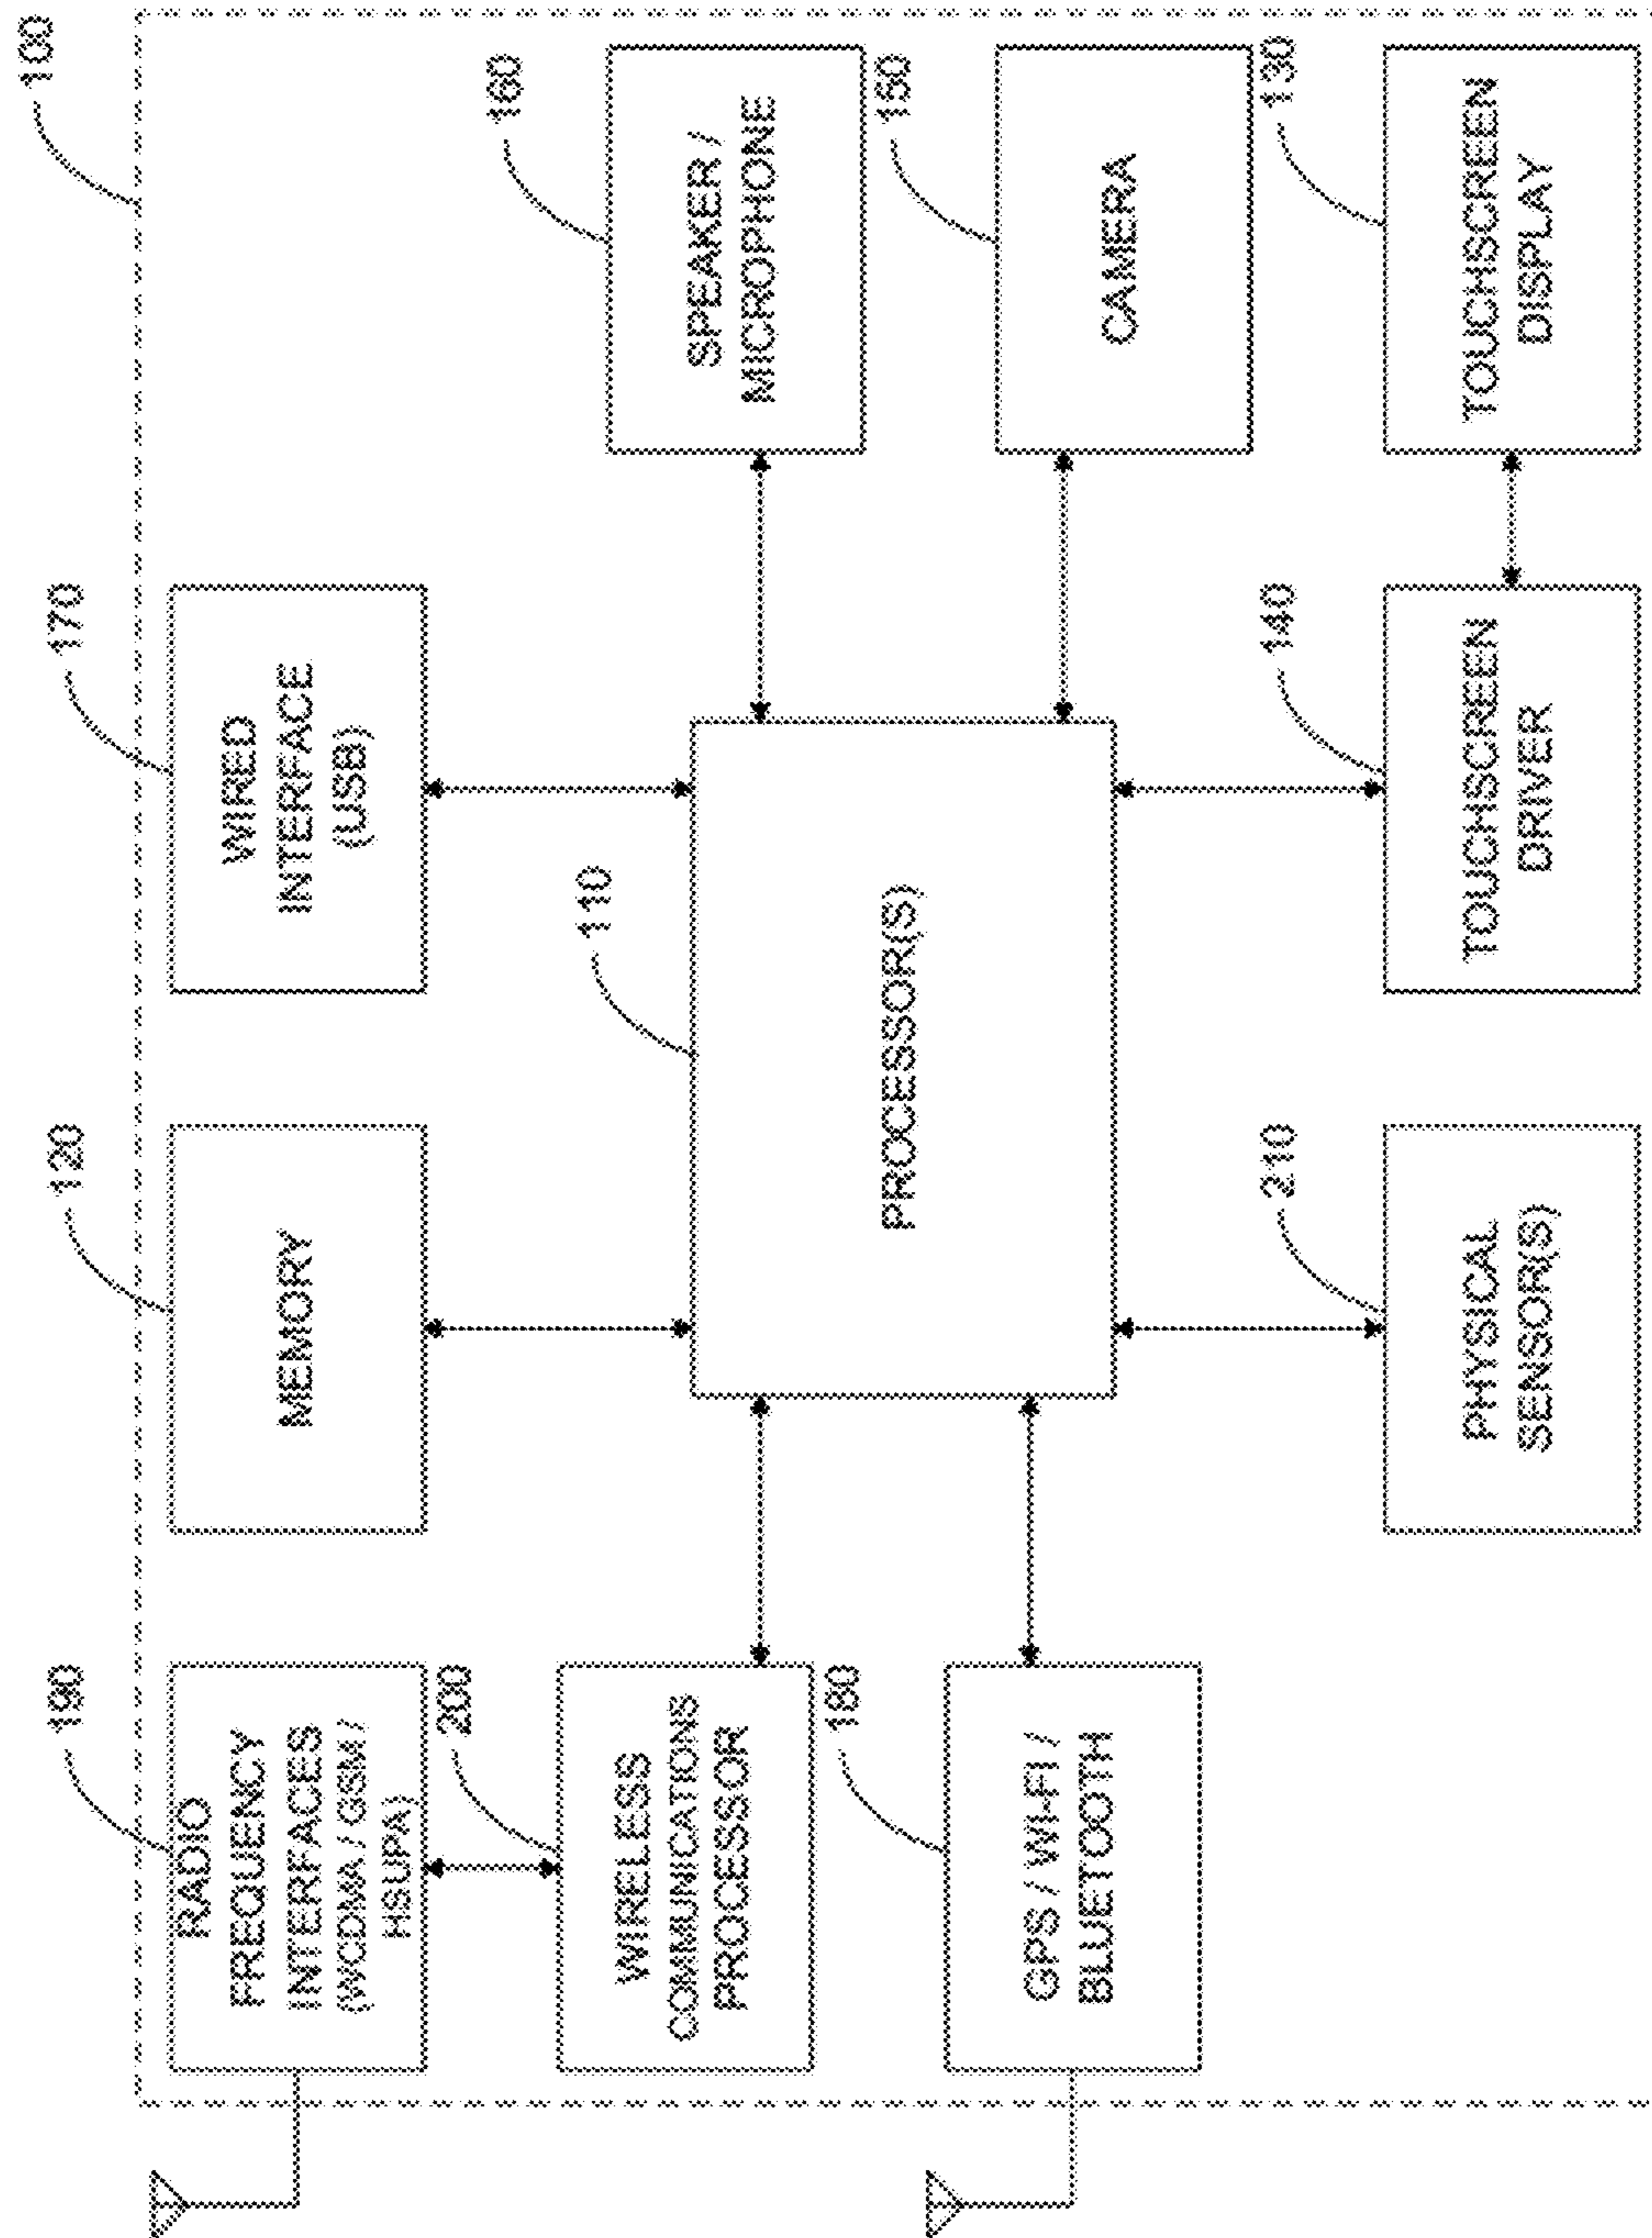 100
190
RADIO
FREQUENCY
INTERFACES
(WCDMA / GSM /
HSUPA)
120
MEMORY
170
WIRED
INTERFACE
(USB)
200
WIRELESS
COMMUNICATIONS
PROCESSOR
110
PROCESSOR(S)
160
SPEAKER /
MICROPHONE
180
GPS / WI-FI /
BLUETOOTH
150
CAMERA
210
PHYSICAL
SENSOR(S)
140
TOUCHSCREEN
DRIVER
130
TOUCHSCREEN
DISPLAY